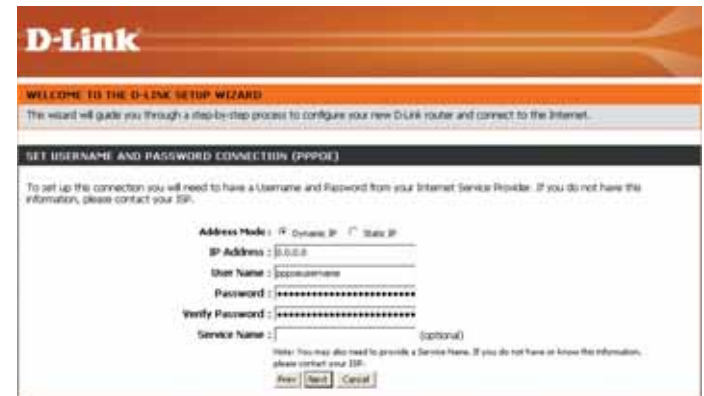 D-Link
WELCOME TO THE D-LINK SETUP WIZARD
This wizard will guide you through a step-by-step process to configure your new D-Link router and connect to the Internet.
SET USERNAME AND PASSWORD CONNECTION (PPPOE)
To set up this connection you will need to have a Username and Password from your Internet Service Provider. If you do not have this
information, please contact your ISP.
Address Mode : Dynamic IP Static IP
IP Address : 0.0.0.0
User Name : pppoeusername
Password : ••••••••••••••••••••••••
Verify Password : ••••••••••••••••••••••••
Service Name : (optional)
Note: You may also need to provide a Service Name. If you do not have or know this information,
please contact your ISP.
Prev Next Cancel